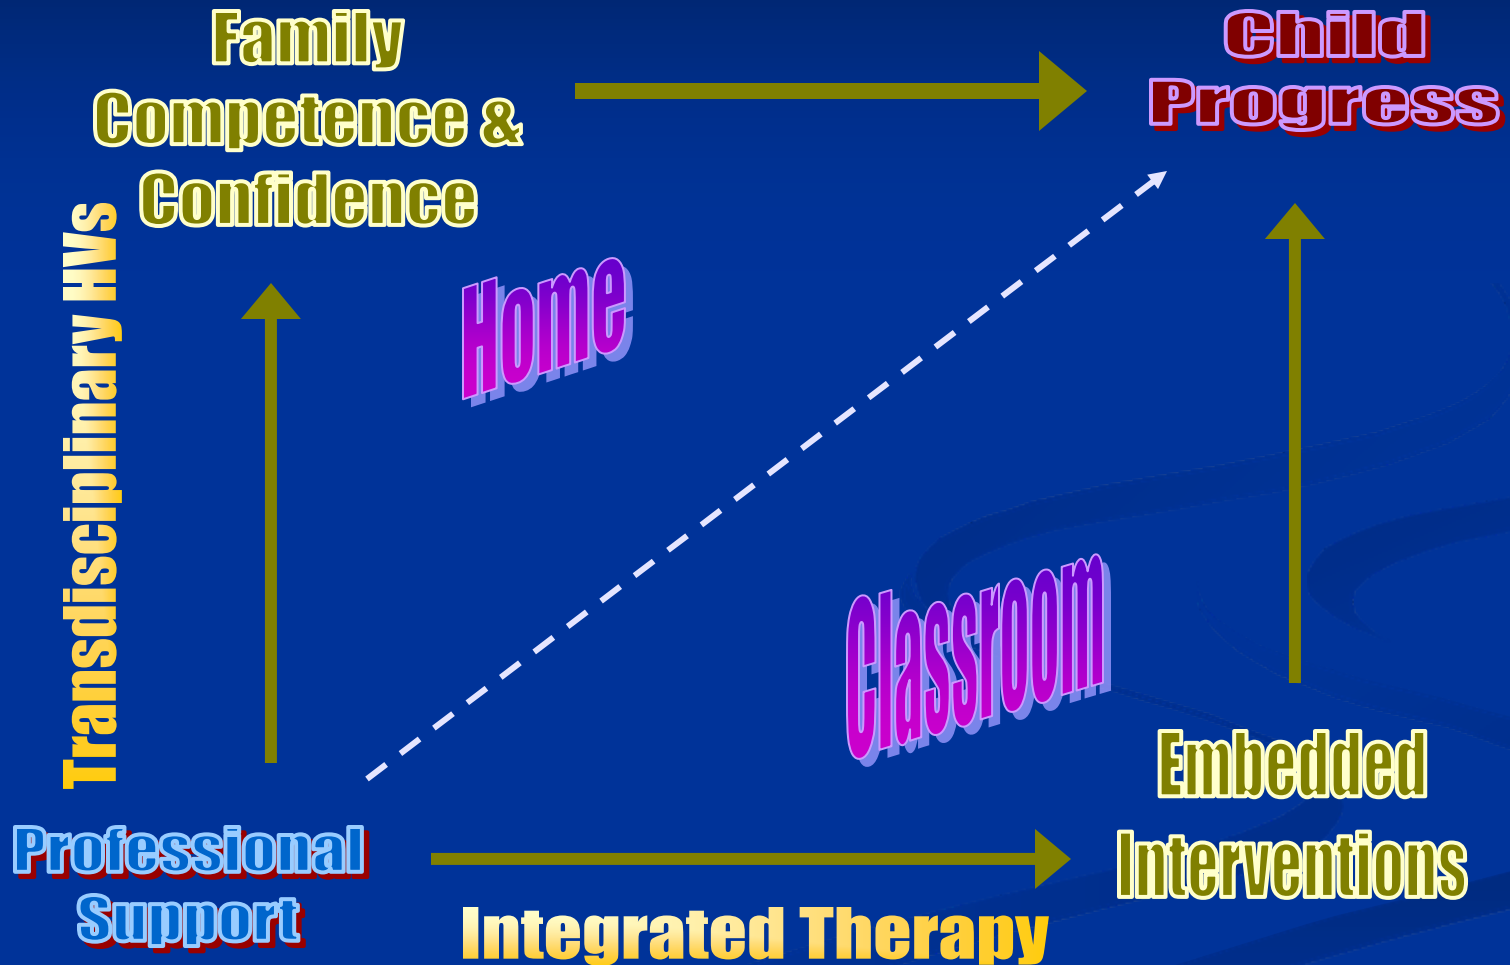 Family
Competence &
Confidence
Child
Progress
Transdisciplinary HVs
Home
Classroom
Professional
Support
Embedded
Interventions
Integrated Therapy